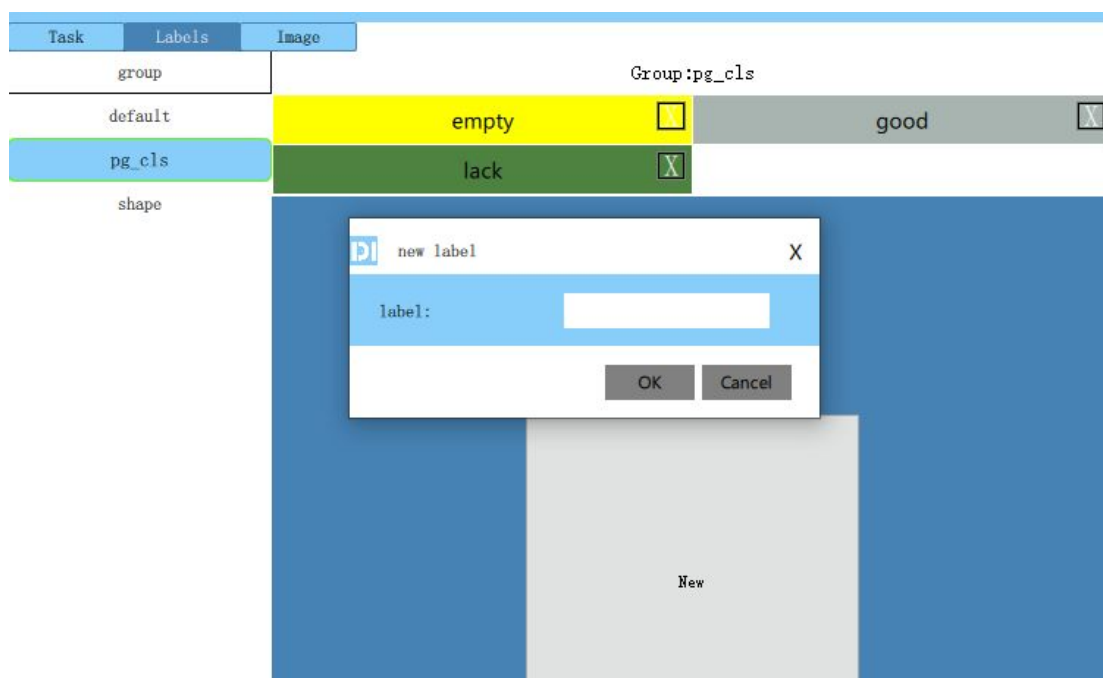 Task Labels Image
group Group:pg_cls
default empty X good X
pg_cls lack X
shape
DI new label X
label:
OK Cancel
New